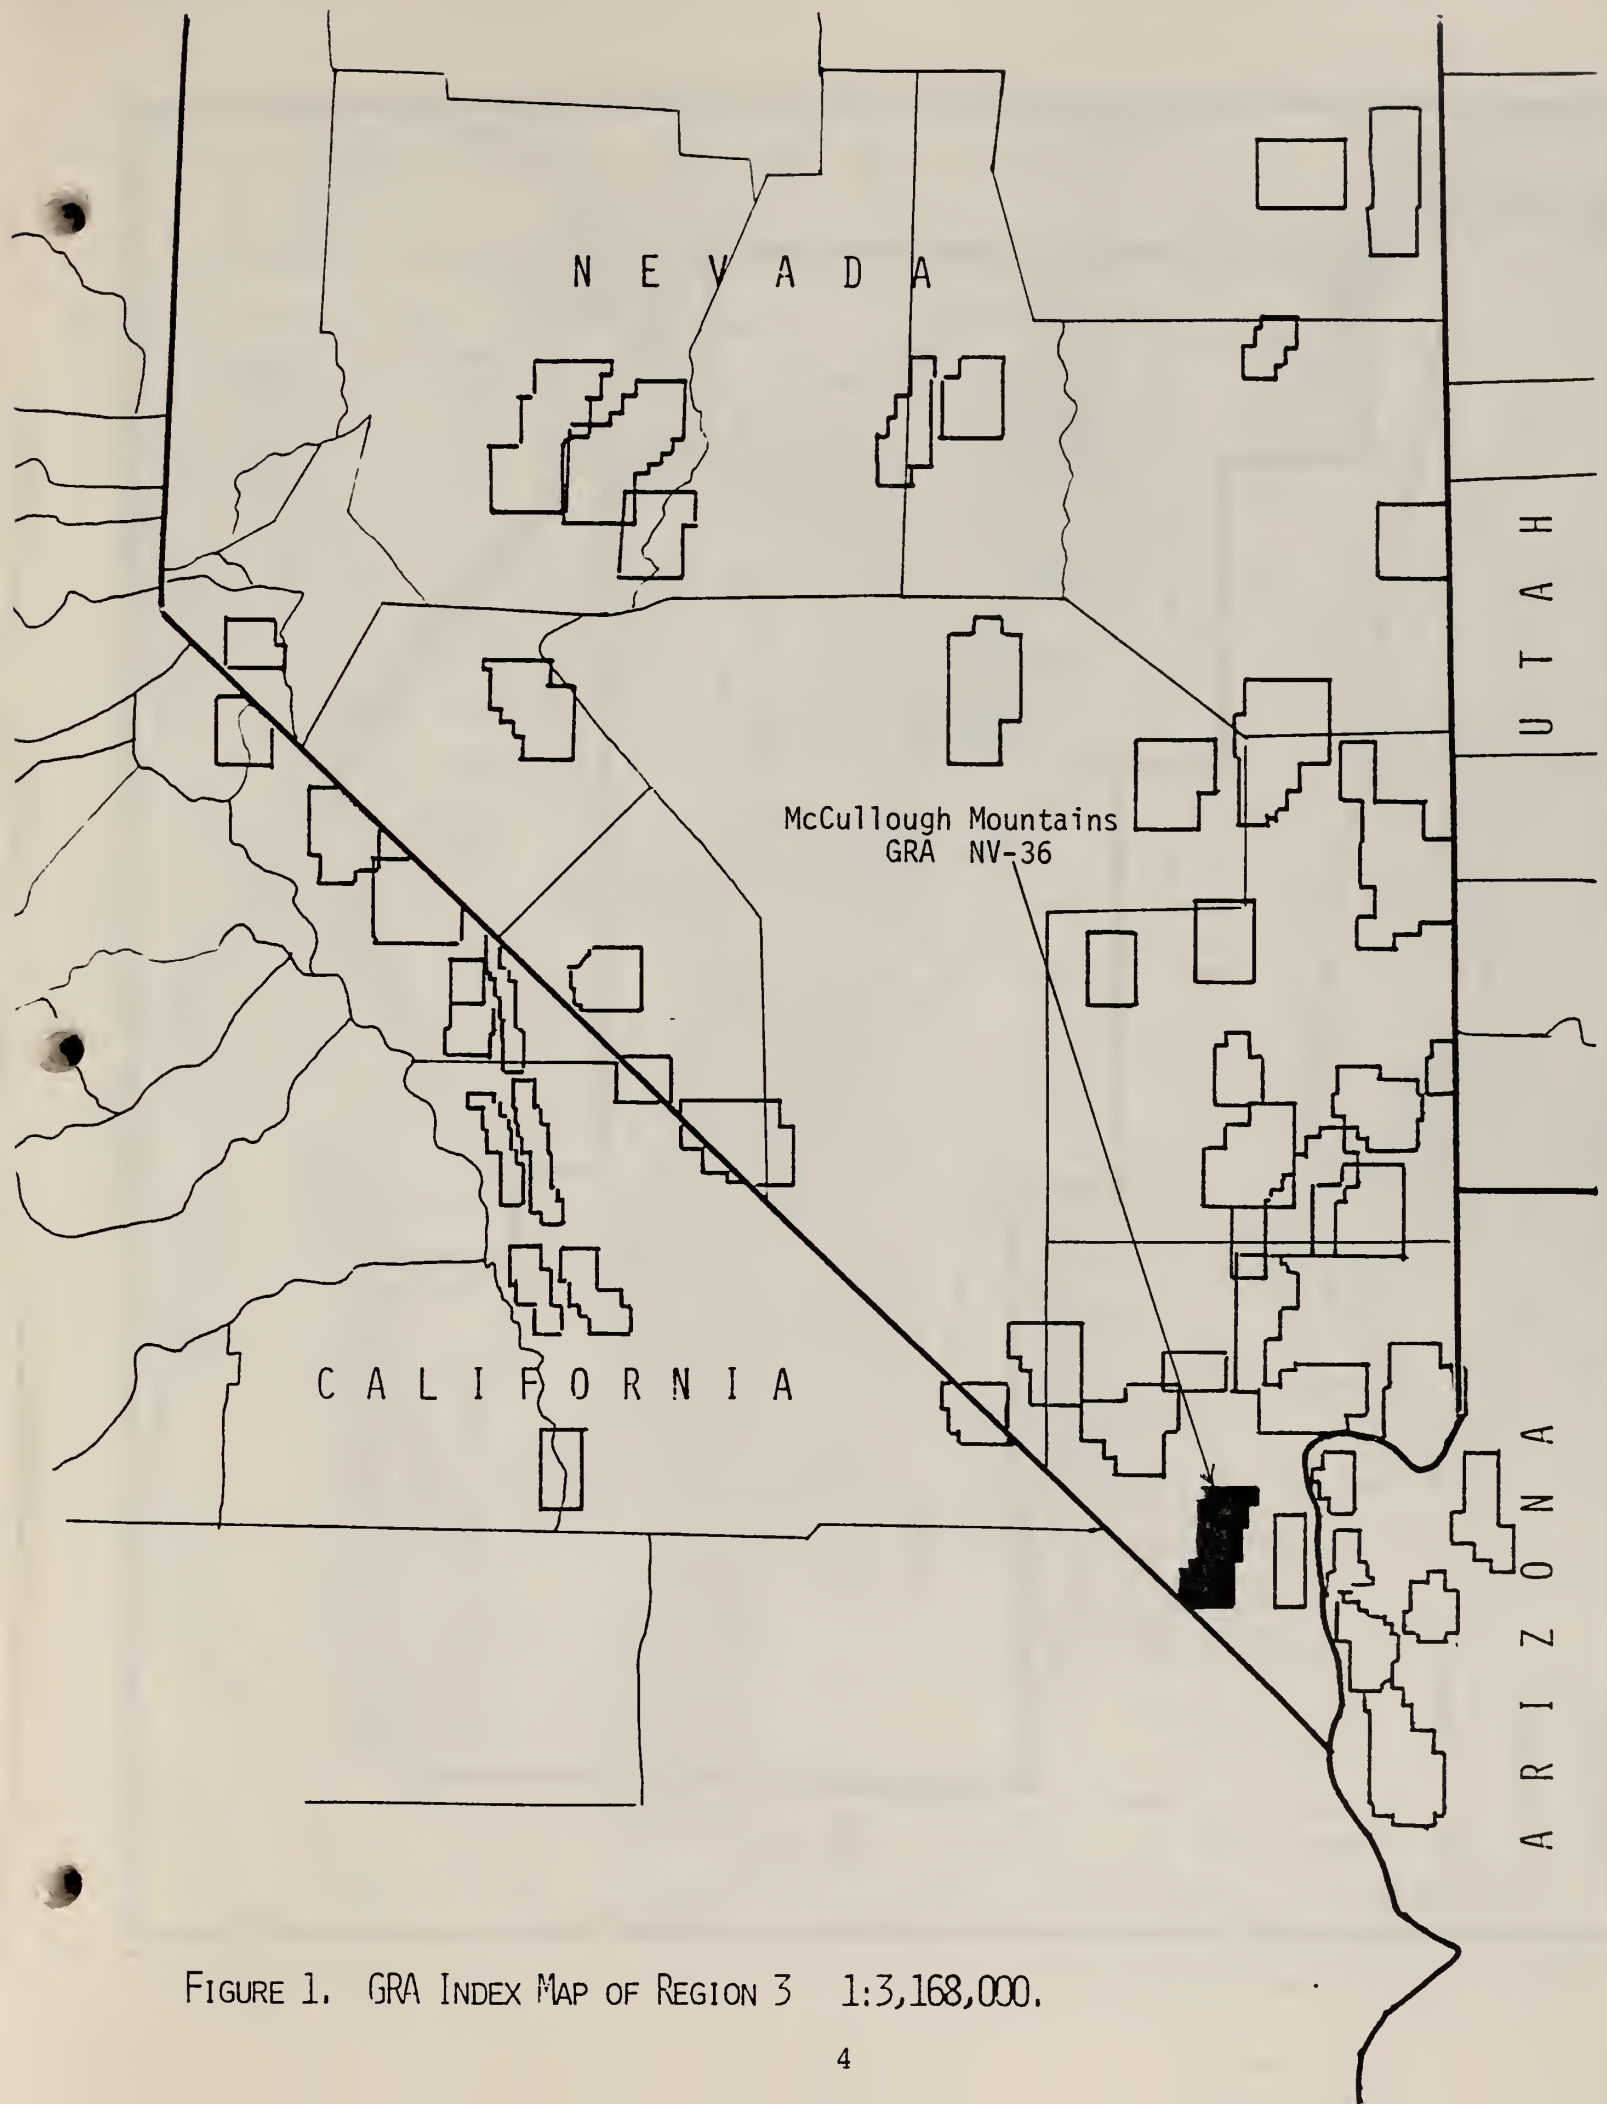 N E V A D A
U T A H
McCullough Mountains
GRA NV-36
C A L I F O R N I A
A R I Z O N A
FIGURE 1. GRA INDEX MAP OF REGION 3 1:3,168,000.
4